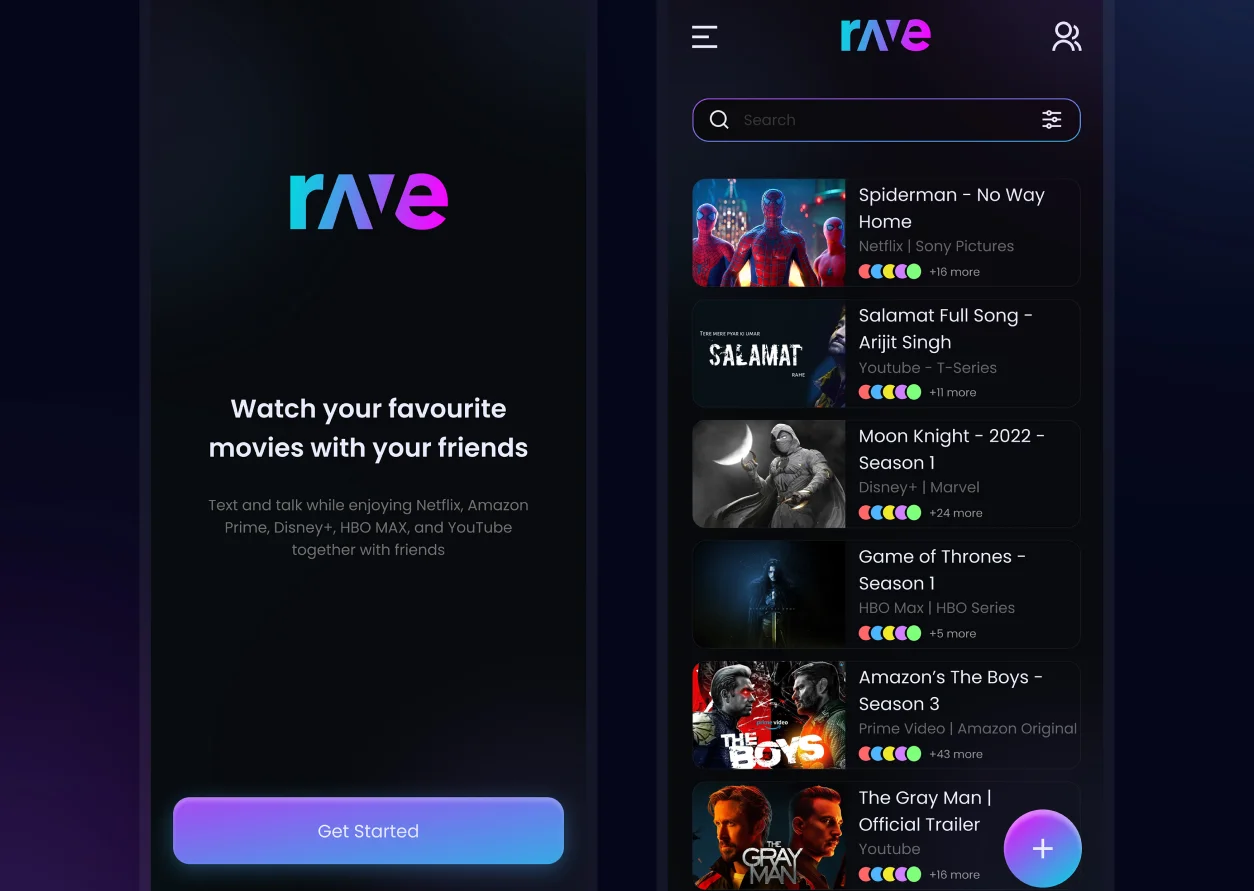 rave
Watch your favourite
movies with your friends
Text and talk while enjoying Netflix, Amazon
Prime, Disney+, HBO MAX, and YouTube
together with friends
Get Started
rave
Search
Spiderman - No Way
Home
Netflix | Sony Pictures
+16 more
TERE MERE PYAR KI UMAR
SALAMAT
RAHE
Salamat Full Song -
Arijit Singh
Youtube - T-Series
+11 more
Moon Knight - 2022 -
Season 1
Disney+ | Marvel
+24 more
Game of Thrones -
Season 1
HBO Max | HBO Series
+5 more
prime video
THE
BOYS
Amazon’s The Boys -
Season 3
Prime Video | Amazon Original
+43 more
THE
GRAY
MAN
The Gray Man |
Official Trailer
Youtube
+16 more